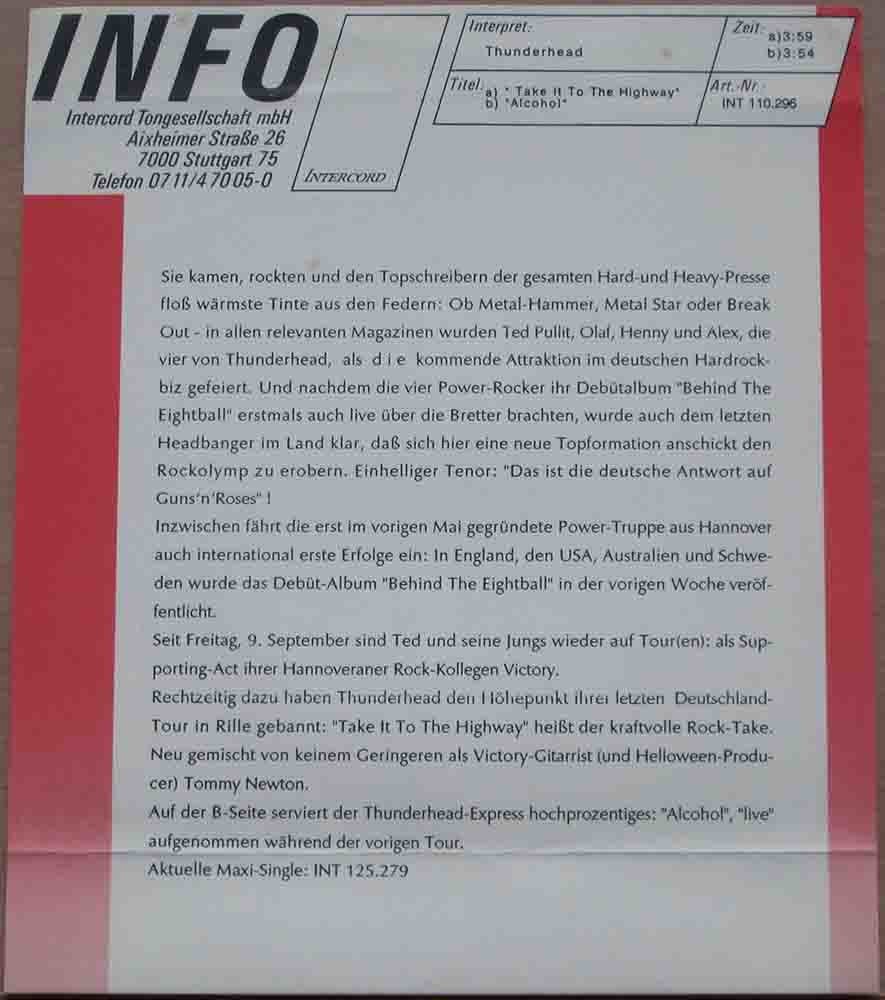 INFO
Intercord Tongesellschaft mbH
Aixheimer Straße 26
7000 Stuttgart 75
Telefon 0711/4 70 05-0
INTERCORD
Interpret:
Thunderhead
Zeit:
a)3:59
b)3:54
Titel:
a) " Take It To The Highway"
b) "Alcohol"
Art.-Nr.
INT 110.296
Sie kamen, rockten und den Topschreibern der gesamten Hard-und Heavy-Presse
floß wärmste Tinte aus den Federn: Ob Metal-Hammer, Metal Star oder Break
Out - in allen relevanten Magazinen wurden Ted Pullit, Olaf, Henny und Alex, die
vier von Thunderhead, als d i e kommende Attraktion im deutschen Hardrock-
biz gefeiert. Und nachdem die vier Power-Rocker ihr Debütalbum "Behind The
Eightball" erstmals auch live über die Bretter brachten, wurde auch dem letzten
Headbanger im Land klar, daß sich hier eine neue Topformation anschickt den
Rockolymp zu erobern. Einhelliger Tenor: "Das ist die deutsche Antwort auf
Guns'n'Roses" !
Inzwischen fährt die erst im vorigen Mai gegründete Power-Truppe aus Hannover
auch international erste Erfolge ein: In England, den USA, Australien und Schwe-
den wurde das Debüt-Album "Behind The Eightball" in der vorigen Woche veröf-
fentlicht.
Seit Freitag, 9. September sind Ted und seine Jungs wieder auf Tour(en): als Sup-
porting-Act ihrer Hannoveraner Rock-Kollegen Victory.
Rechtzeitig dazu haben Thunderhead den Höhepunkt ihrer letzten Deutschland-
Tour in Rille gebannt: "Take It To The Highway" heißt der kraftvolle Rock-Take.
Neu gemischt von keinem Geringeren als Victory-Gitarrist (und Helloween-Produ-
cer) Tommy Newton.
Auf der B-Seite serviert der Thunderhead-Express hochprozentiges: "Alcohol", "live"
aufgenommen während der vorigen Tour.
Aktuelle Maxi-Single: INT 125.279